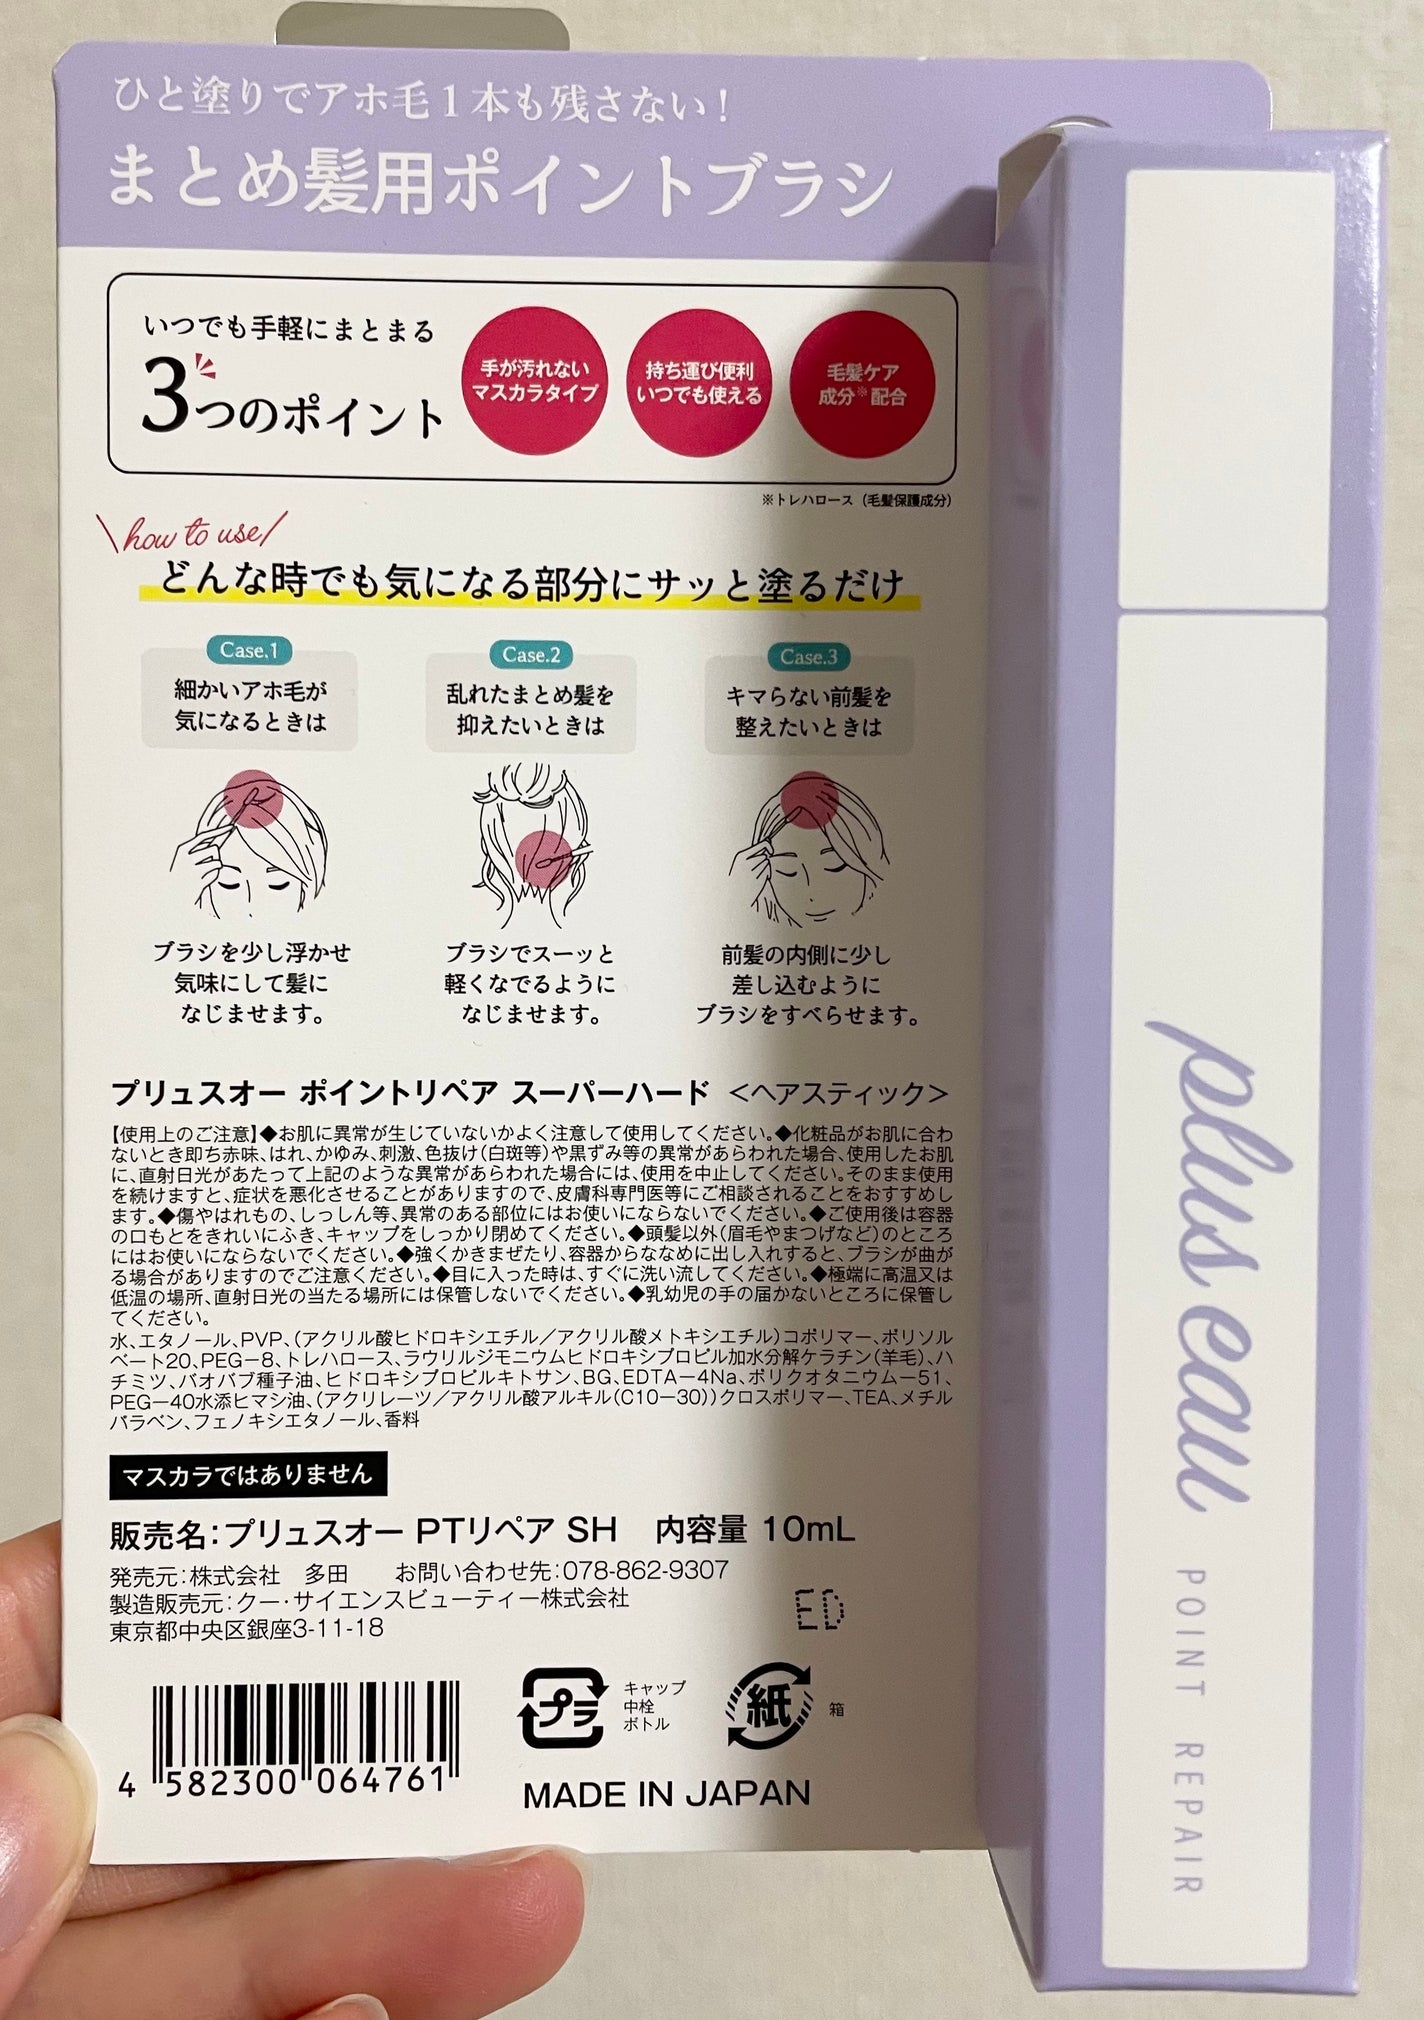 ひと塗りでアホ毛1本も残さない!
まとめ髪用ポイントブラシ
いつでも手軽にまとまる
3つのポイント
手が汚れない
マスカラタイプ
持ち運び便利
いつでも使える
毛髪ケア
成分※配合
※トレハロース（毛髪保護成分）
\how to use/
どんな時でも気になる部分にサッと塗るだけ
Case.1
細かいアホ毛が
気になるときは
ブラシを少し浮かせ
気味にして髪に
なじませます。
Case.2
乱れたまとめ髪を
抑えたいときは
ブラシでスーッと
軽くなでるように
なじませます。
Case.3
キマらない前髪を
整えたいときは
前髪の内側に少し
差し込むように
ブラシをすべらせます。
プリュスオー ポイントリペア スーパーハード ＜ヘアスティック＞
【使用上のご注意】◆お肌に異常が生じていないかよく注意して使用してください。◆化粧品がお肌に合わ
ないとき即ち赤味、はれ、かゆみ、刺激、色抜け（白斑等）や黒ずみ等の異常があらわれた場合、使用したお肌
に、直射日光があたって上記のような異常があらわれた場合には、使用を中止してください。そのまま使用
を続けますと、症状を悪化させることがありますので、皮膚科専門医等にご相談されることをおすすめし
ます。◆傷やはれもの、しっしん等、異常のある部位にはお使いにならないでください。◆ご使用後は容器
の口もとをきれいにふき、キャップをしっかり閉めてください。◆頭髪以外（眉毛やまつげなど）のところ
にはお使いにならないでください。◆強くかきまぜたり、容器からななめに出し入れすると、ブラシが曲が
る場合がありますのでご注意ください。◆目に入った時は、すぐに洗い流してください。◆極端に高温又は
低温の場所、直射日光の当たる場所には保管しないでください。◆乳幼児の手の届かないところに保管し
てください。
水、エタノール、PVP、（アクリル酸ヒドロキシエチル／アクリル酸メトキシエチル）コポリマー、ポリソル
ベート20、PEG－8、トレハロース、ラウリルジモニウムヒドロキシプロピル加水分解ケラチン（羊毛）、ハ
チミツ、バオバブ種子油、ヒドロキシプロピルキトサン、BG、EDTA－4Na、ポリクオタニウム－51、
PEG－40水添ヒマシ油、（アクリレーツ／アクリル酸アルキル（C10－30））クロスポリマー、TEA、メチル
パラベン、フェノキシエタノール、香料
マスカラではありません
販売名：プリュスオー PTリペア SH 内容量 10mL
発売元：株式会社 多田 お問い合わせ先：078-862-9307
製造販売元：クー・サイエンスビューティー株式会社
東京都中央区銀座3-11-18
ED
4 582300 064761
プラ
キャップ
中栓
ボトル
紙
箱
MADE IN JAPAN
plus eau
POINT REPAIR